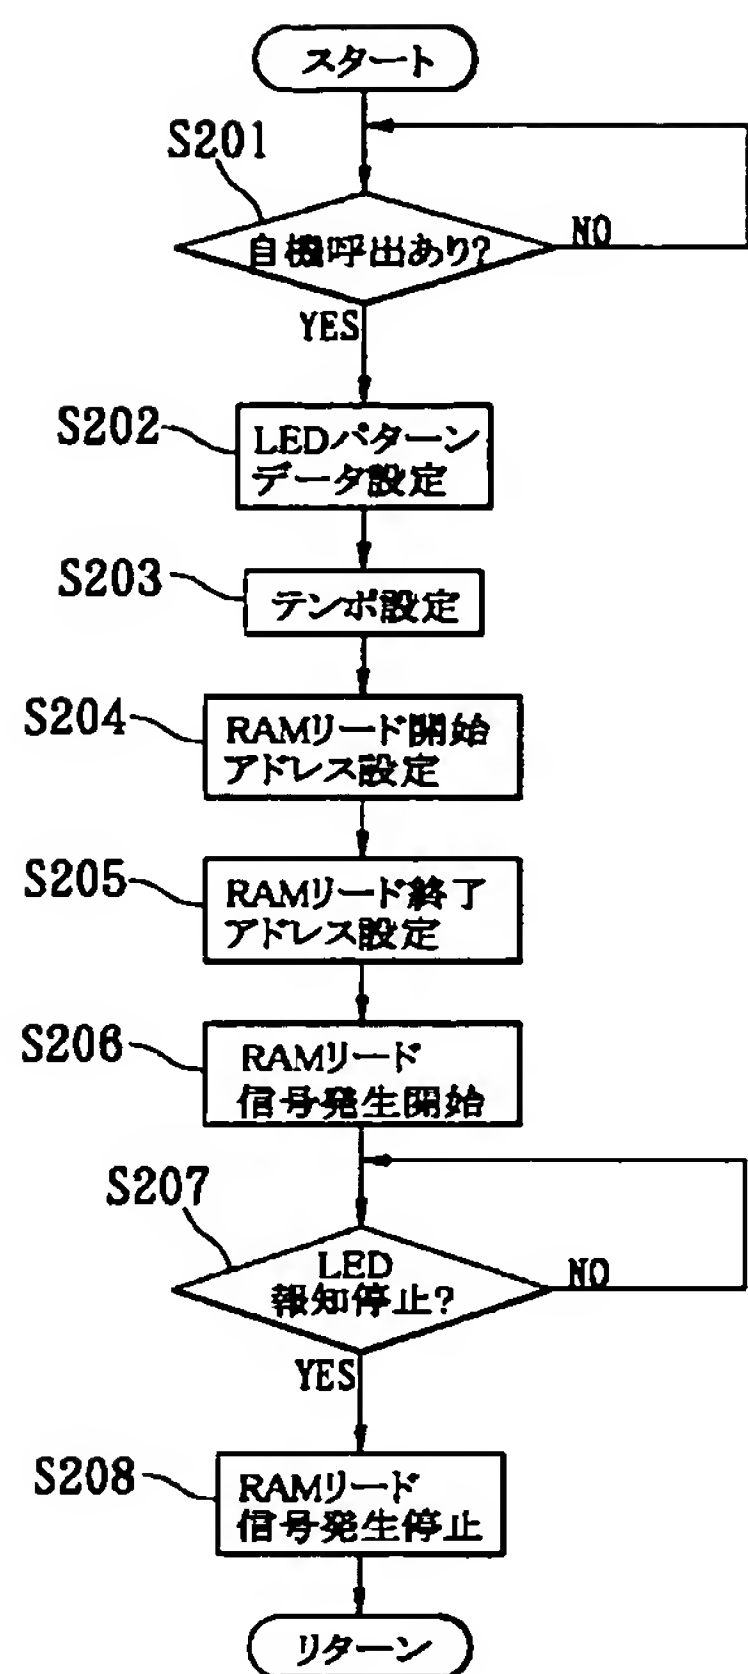 スタート
S201
自機呼出あり?
NO
YES
S202
LEDパターン
データ設定
S203
テンポ設定
S204
RAMリード開始
アドレス設定
S205
RAMリード終了
アドレス設定
S206
RAMリード
信号発生開始
S207
LED
報知停止?
NO
YES
S208
RAMリード
信号発生停止
リターン